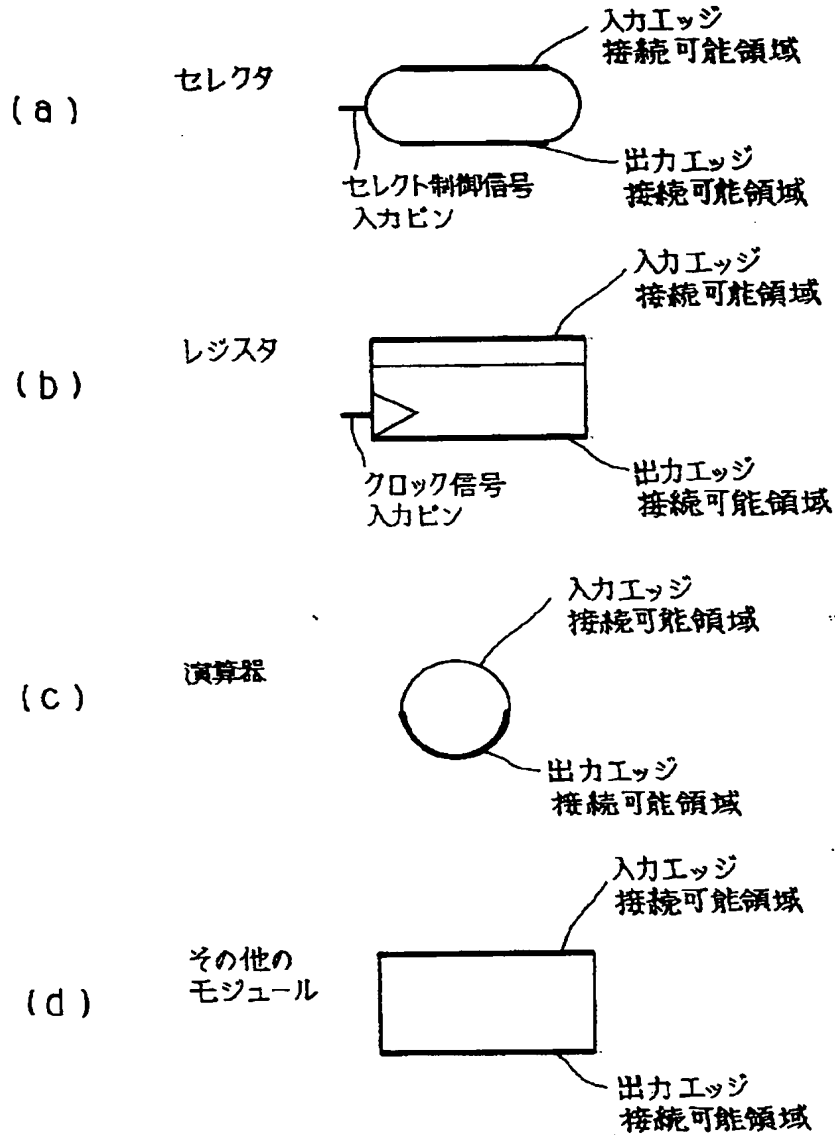 (a)
セレクタ
入力エッジ
接続可能領域
セレクト制御信号
入力ピン
出力エッジ
接続可能領域
(b)
レジスタ
入力エッジ
接続可能領域
クロック信号
入力ピン
出力エッジ
接続可能領域
(c)
演算器
入力エッジ
接続可能領域
出力エッジ
接続可能領域
(d)
その他の
モジュール
入力エッジ
接続可能領域
出力エッジ
接続可能領域